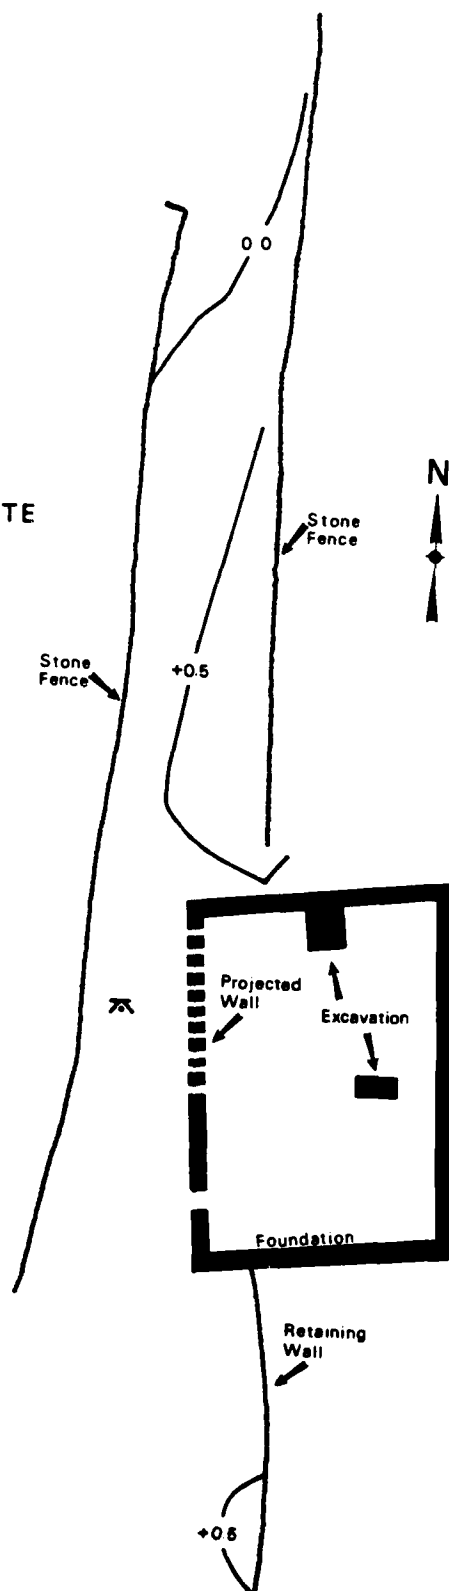 0 0
N
TE
Stone
Fence
Stone
Fence
+0.5
Projected
Wall
Excavation
Foundation
Retaining
Wall
+0.5